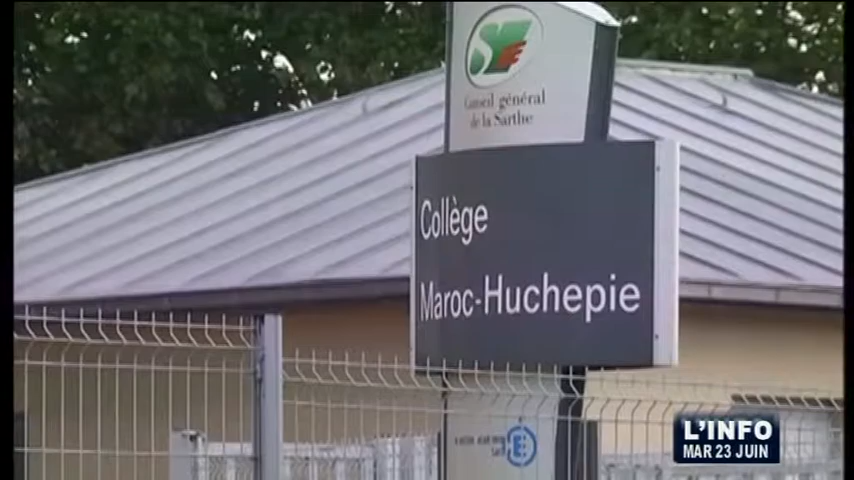 Conseil général
de la Sarthe
Collège
Maroc-Huchepie
L'INFO
MAR 23 JUIN